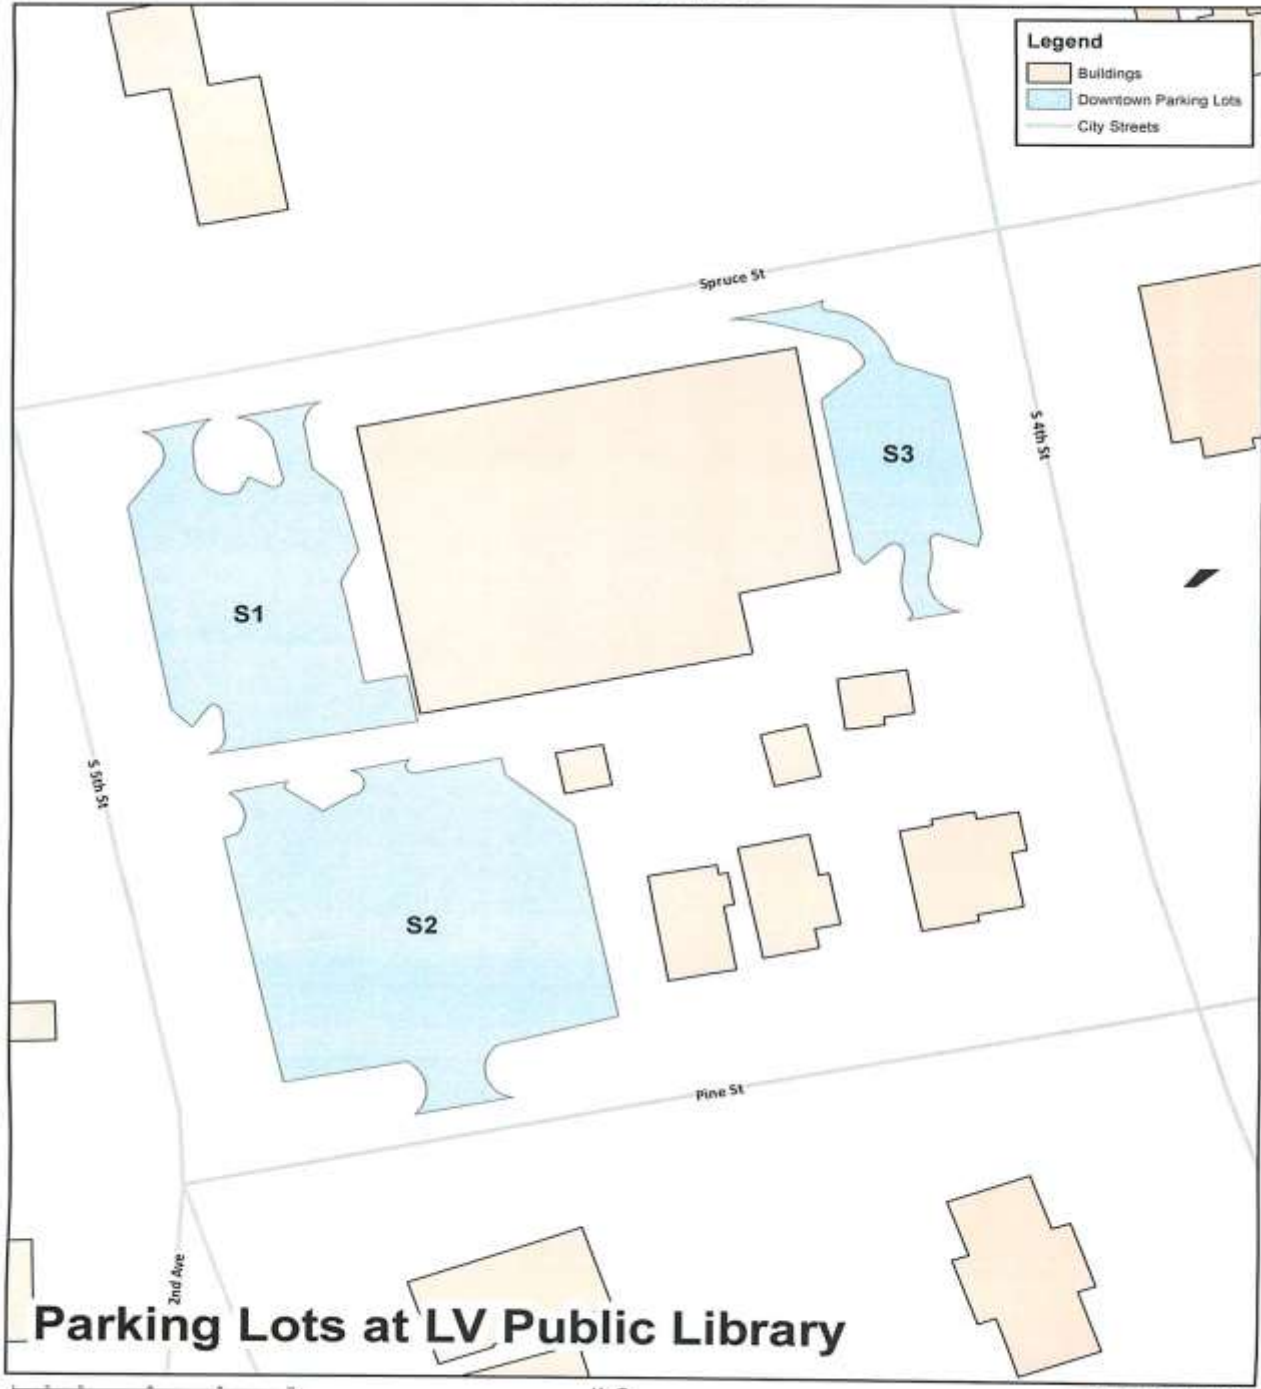 Legend
Buildings
Downtown Parking Lots
City Streets
Spruce St
S 4th St
S3
S1
S 5th St
S2
Pine St
2nd Ave
Parking Lots at LV Public Library